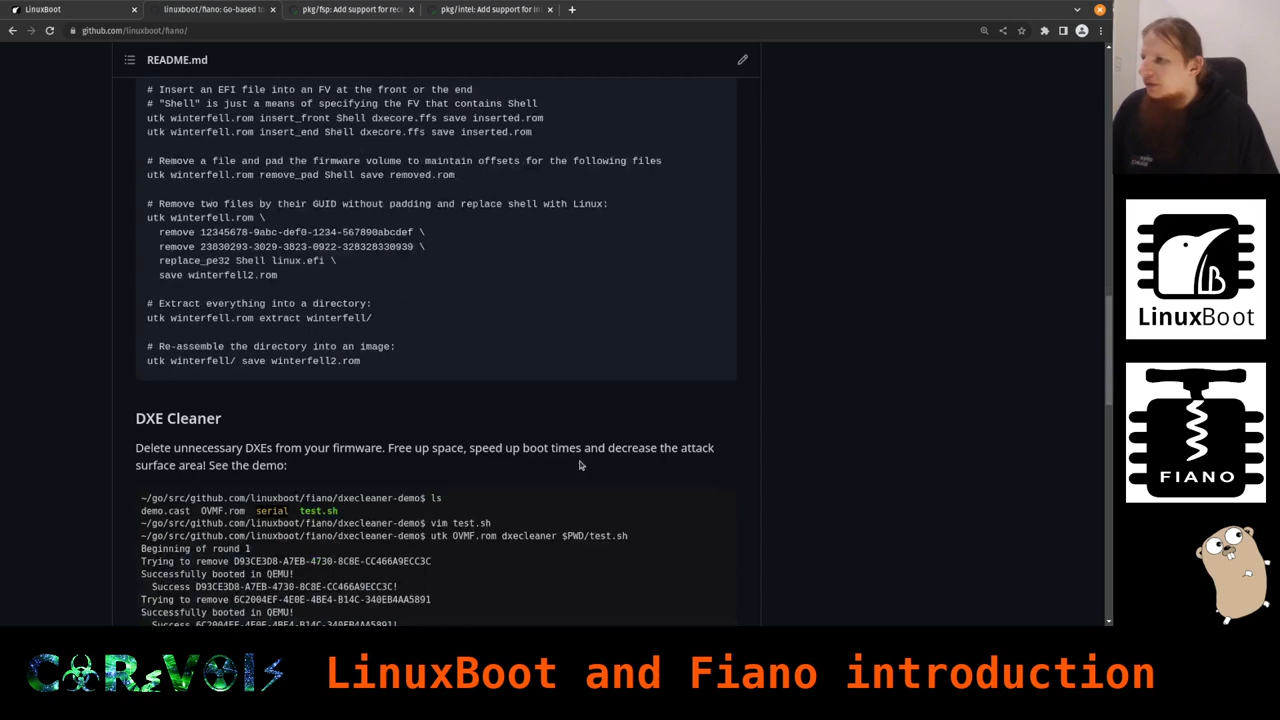 LinuxBoot
linuxboot/fiano: Go-based to
pkg/fsp: Add support for rec
pkg/intel: Add support for In
github.com/linuxboot/fiano/
README.md
# Insert an EFI file into an FV at the front or the end
# "Shell" is just a means of specifying the FV that contains Shell
utk winterfell.rom insert_front Shell dxecore.ffs save inserted.rom
utk winterfell.rom insert_end Shell dxecore.ffs save inserted.rom
# Remove a file and pad the firmware volume to maintain offsets for the following files
utk winterfell.rom remove_pad Shell save removed.rom
# Remove two files by their GUID without padding and replace shell with Linux:
utk winterfell.rom \
remove 12345678-9abc-def0-1234-567890abcdef \
remove 23830293-3029-3823-0922-328328330939 \
replace_pe32 Shell linux.efi \
save winterfell2.rom
# Extract everything into a directory:
utk winterfell.rom extract winterfell/
# Re-assemble the directory into an image:
utk winterfell/ save winterfell2.rom
DXE Cleaner
Delete unnecessary DXEs from your firmware. Free up space, speed up boot times and decrease the attack
surface area! See the demo:
~/go/src/github.com/linuxboot/fiano/dxecleaner-demo$ ls
demo.cast OVMF.rom serial test.sh
~/go/src/github.com/linuxboot/fiano/dxecleaner-demo$ vim test.sh
~/go/src/github.com/linuxboot/fiano/dxecleaner-demo$ utk OVMF.rom dxecleaner $PWD/test.sh
Beginning of round 1
Trying to remove D93CE3D8-A7EB-4730-8C8E-CC466A9ECC3C
Successfully booted in QEMU!
Success D93CE3D8-A7EB-4730-8C8E-CC466A9ECC3C!
Trying to remove 6C2004EF-4E0E-4BE4-B14C-340EB4AA5891
Successfully booted in QEMU!
Success 6C2004EF-4E0E-4BE4-B14C-340EB4AA5891!
LB
LinuxBoot
FIANO
LinuxBoot and Fiano introduction